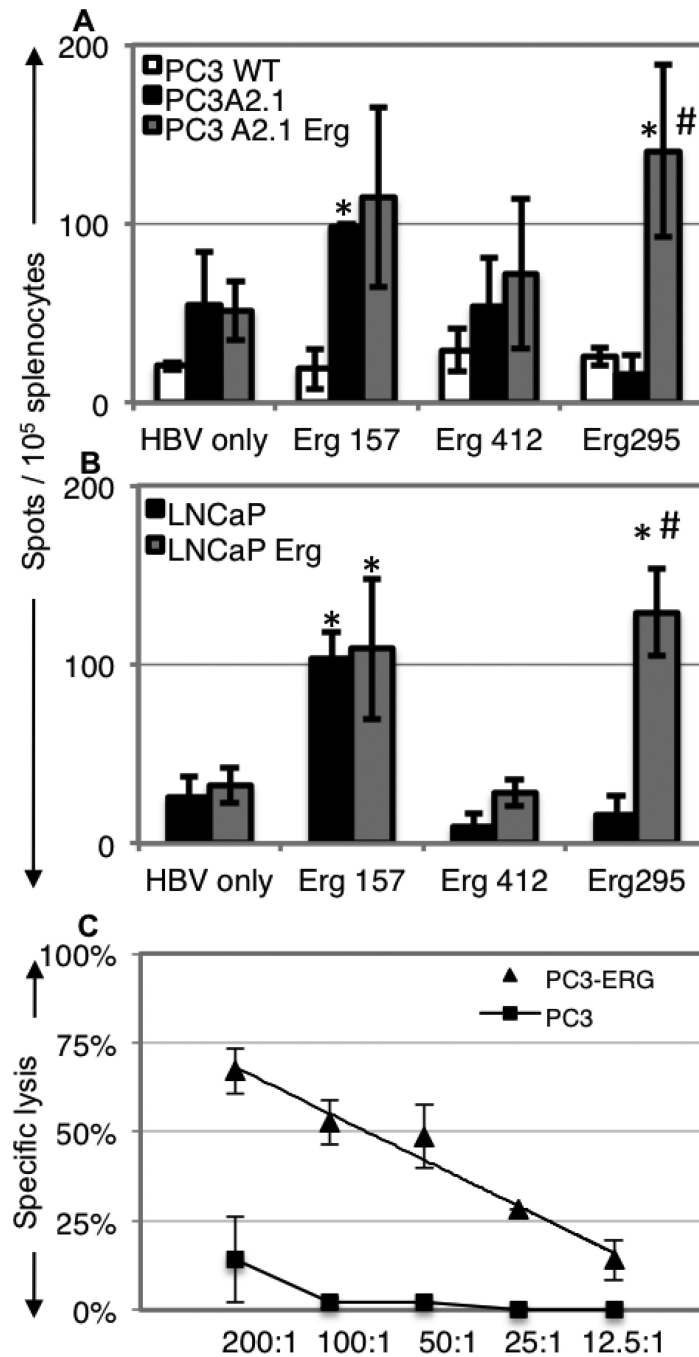 A
200
PC3 WT
PC3A2.1
PC3 A2.1 Erg
* #
*
100
0
HBV only Erg 157 Erg 412 Erg295
Spots / 10⁵ splenocytes
B
200
LNCaP
LNCaP Erg
* #
*
*
100
0
HBV only Erg 157 Erg 412 Erg295
C
100%
PC3-ERG
PC3
75%
50%
25%
0%
Specific lysis
200:1 100:1 50:1 25:1 12.5:1